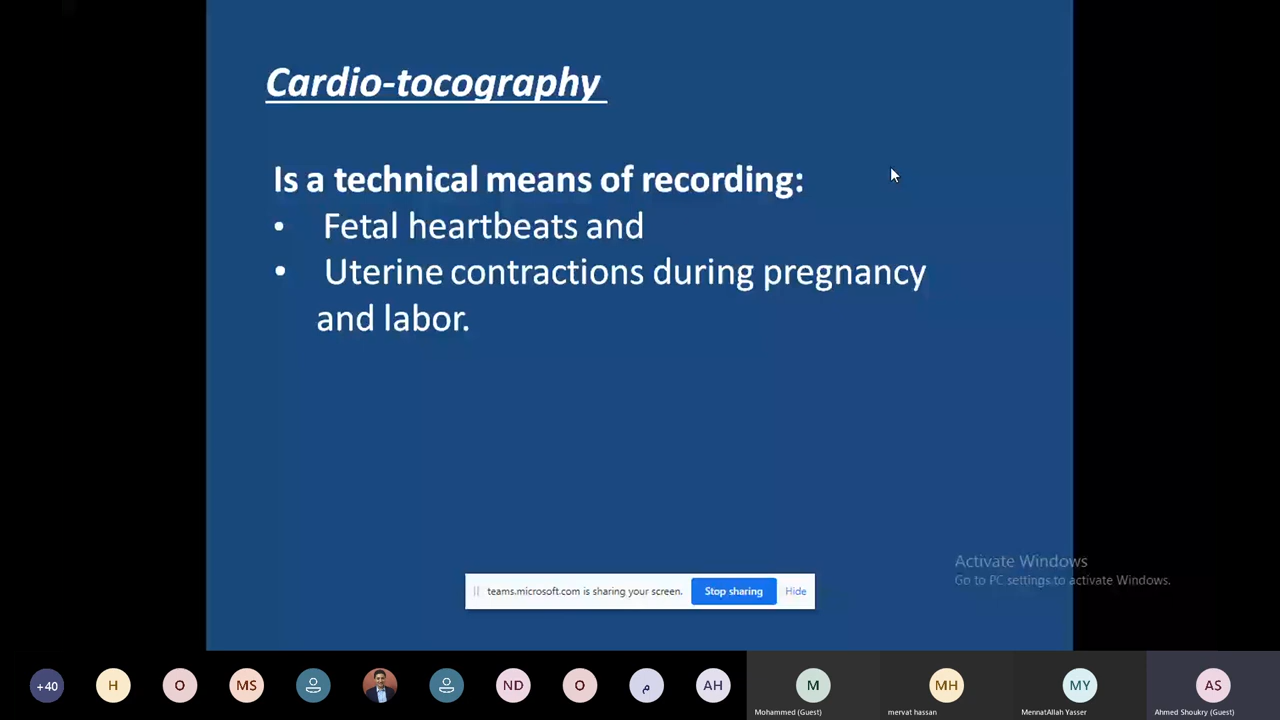 Cardio-tocography
Is a technical means of recording:
• Fetal heartbeats and
• Uterine contractions during pregnancy
and labor.
Activate Windows
Go to PC settings to activate Windows.
teams.microsoft.com is sharing your screen. Stop sharing Hide
+40 H O MS ND O م AH M MH MY AS
Mohammed (Guest) mervat hassan MennatAllah Yasser Ahmed Shoukry (Guest)